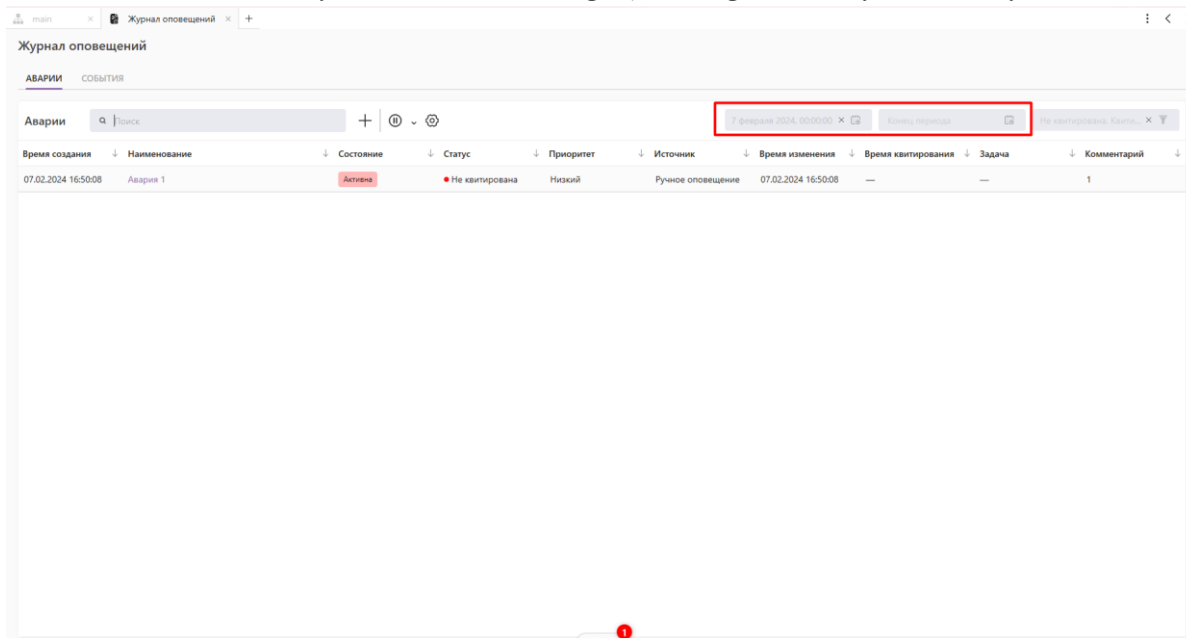 main
Журнал оповещений
Журнал оповещений
АВАРИИ СОБЫТИЯ
Аварии Поиск 7 февраля 2024, 00:00:00 Конец периода Не квитирована, Квити...
Время создания Наименование Состояние Статус Приоритет Источник Время изменения Время квитирования Задача Комментарий
07.02.2024 16:50:08 Авария 1 Активна Не квитирована Низкий Ручное оповещение 07.02.2024 16:50:08 — — 1
1